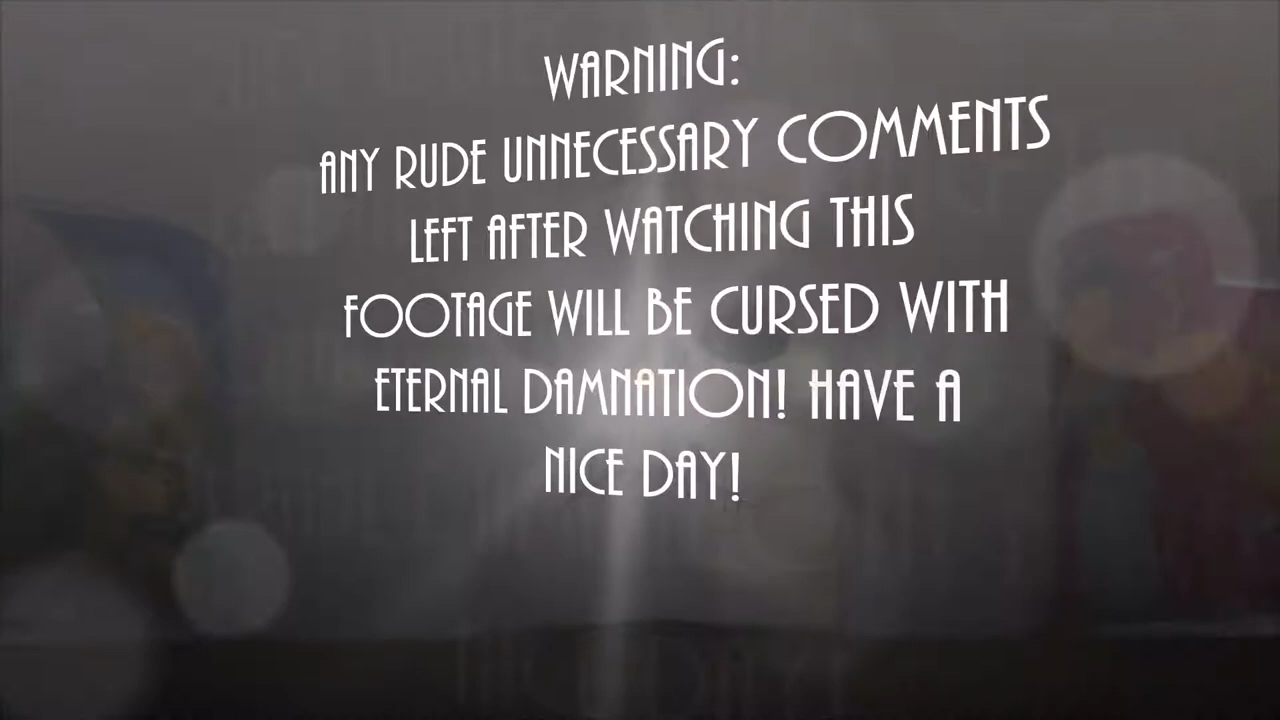 WARNING:
ANY RUDE UNNECESSARY COMMENTS
LEFT AFTER WATCHING THIS
FOOTAGE WILL BE CURSED WITH
ETERNAL DAMNATION! HAVE A
NICE DAY!